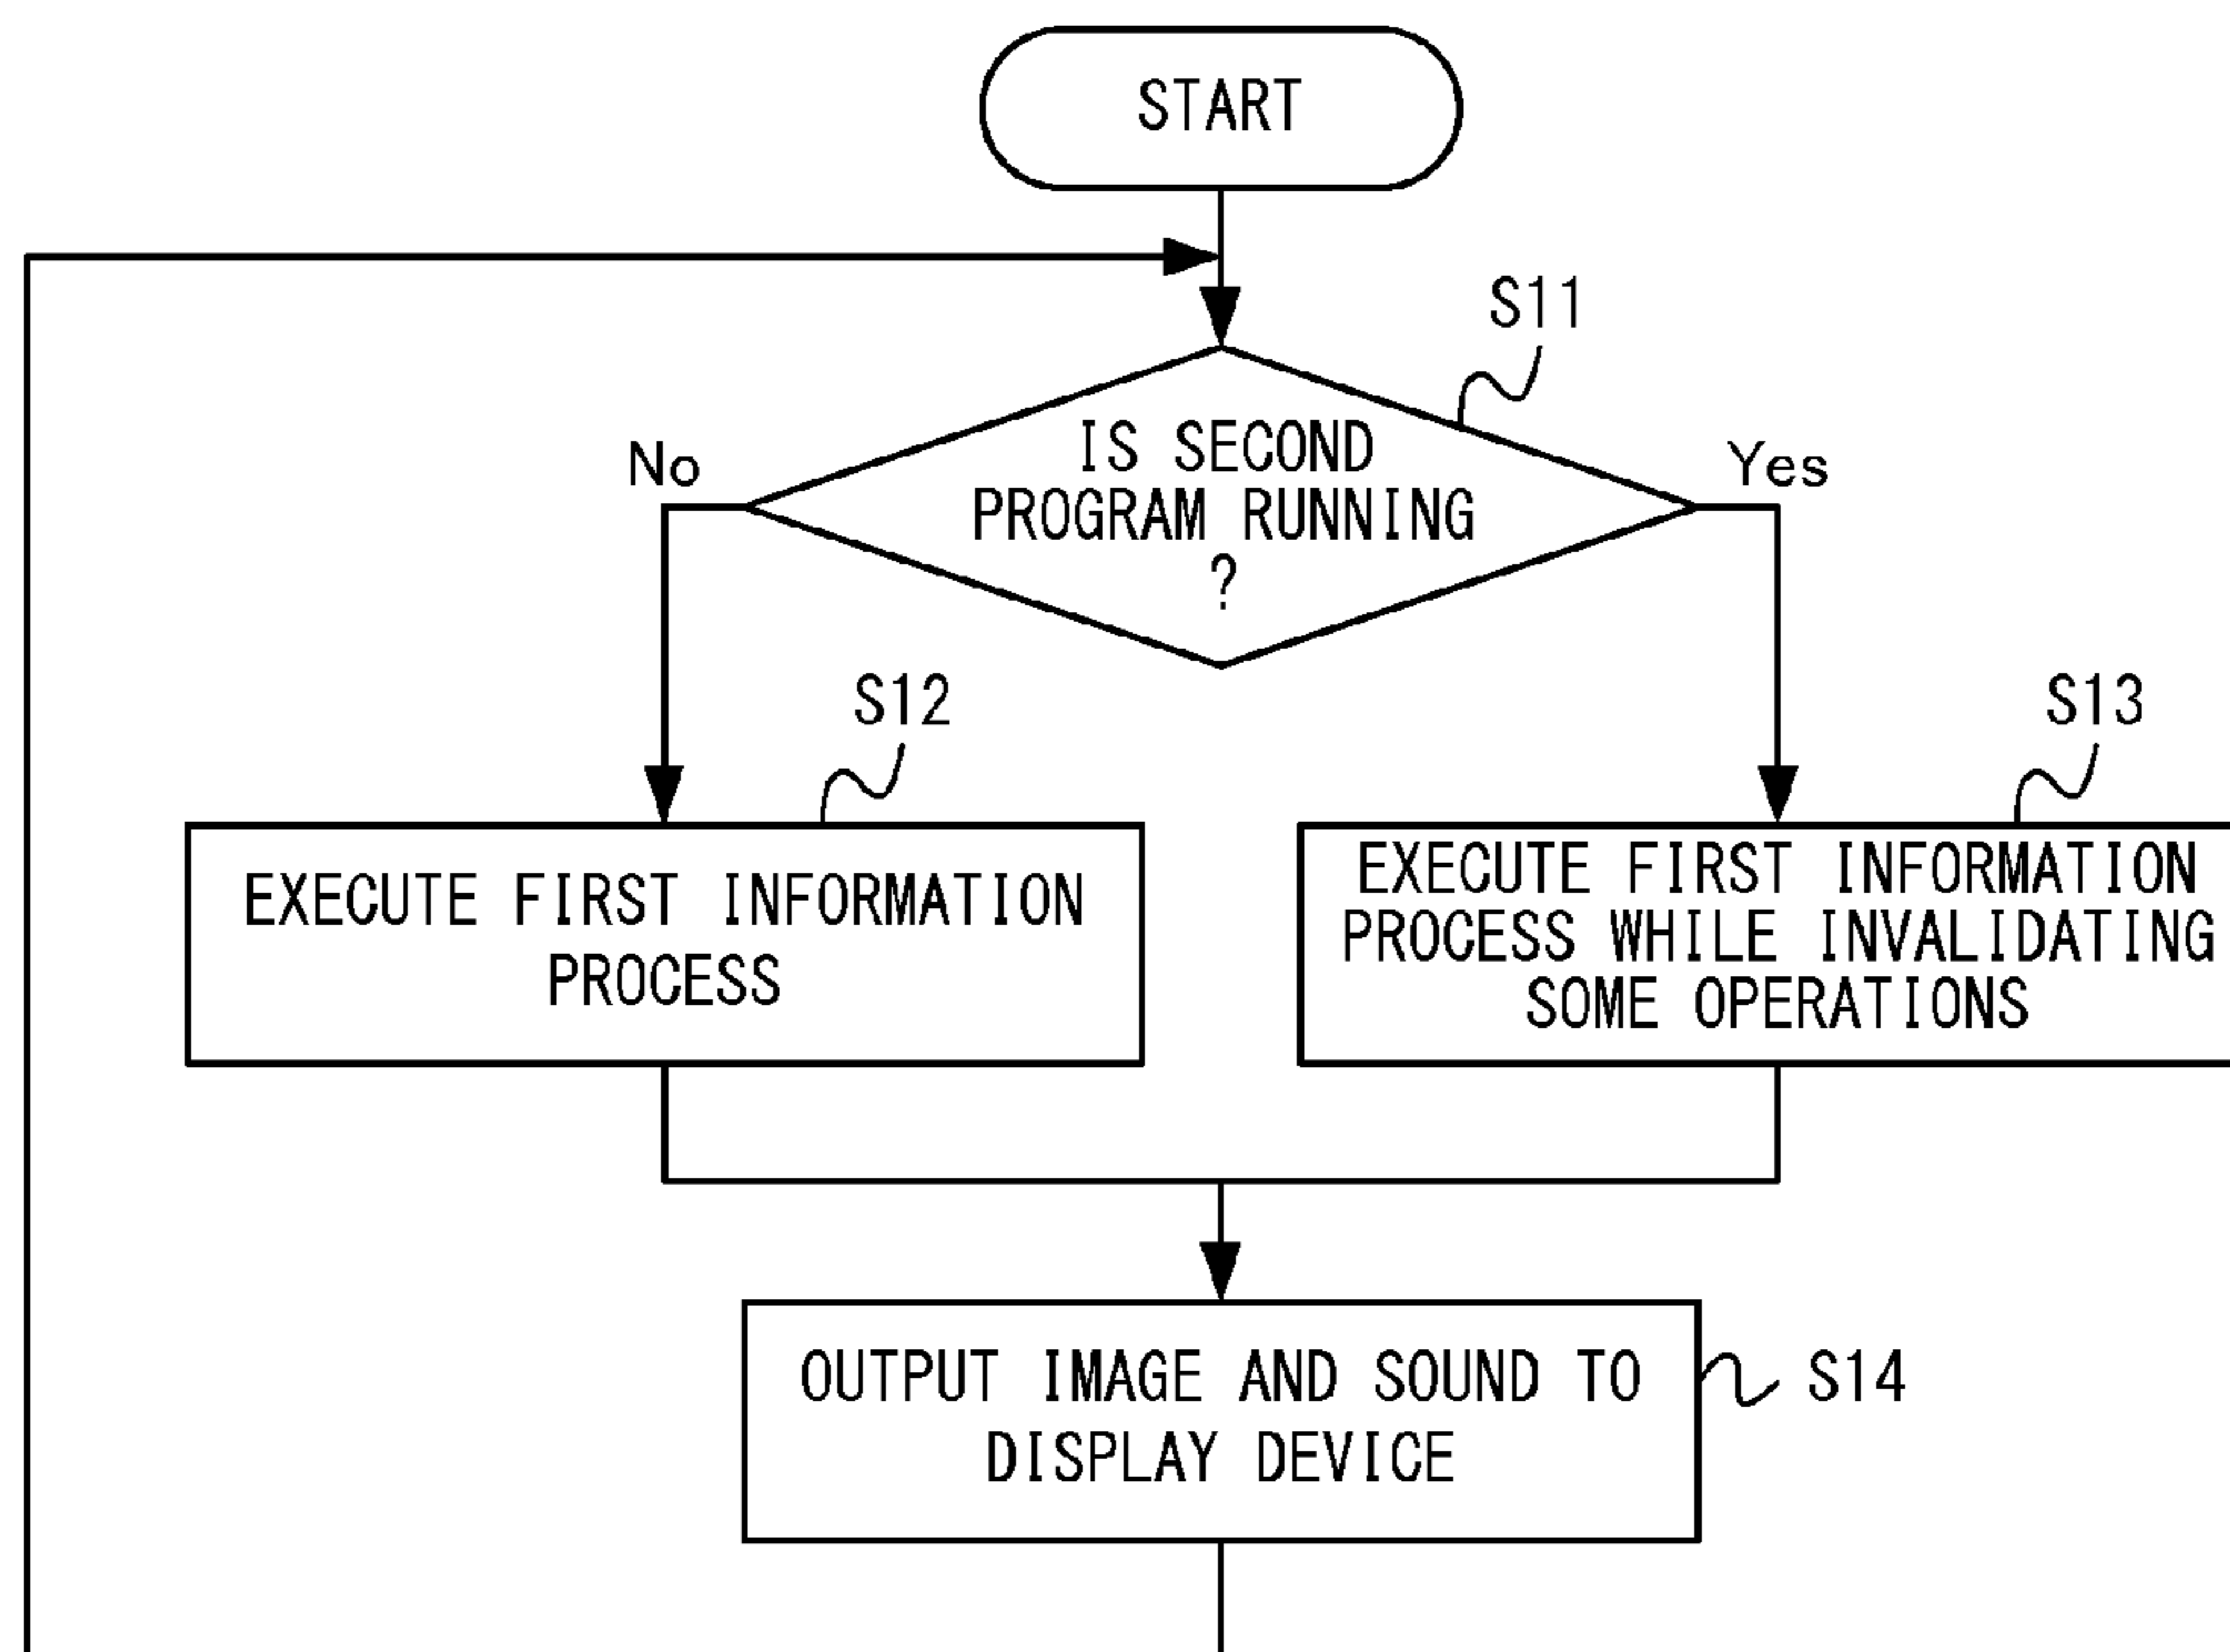 START
S11
IS SECOND
PROGRAM RUNNING
?
No
Yes
S12
S13
EXECUTE FIRST INFORMATION
PROCESS
EXECUTE FIRST INFORMATION
PROCESS WHILE INVALIDATING
SOME OPERATIONS
OUTPUT IMAGE AND SOUND TO
DISPLAY DEVICE
S14